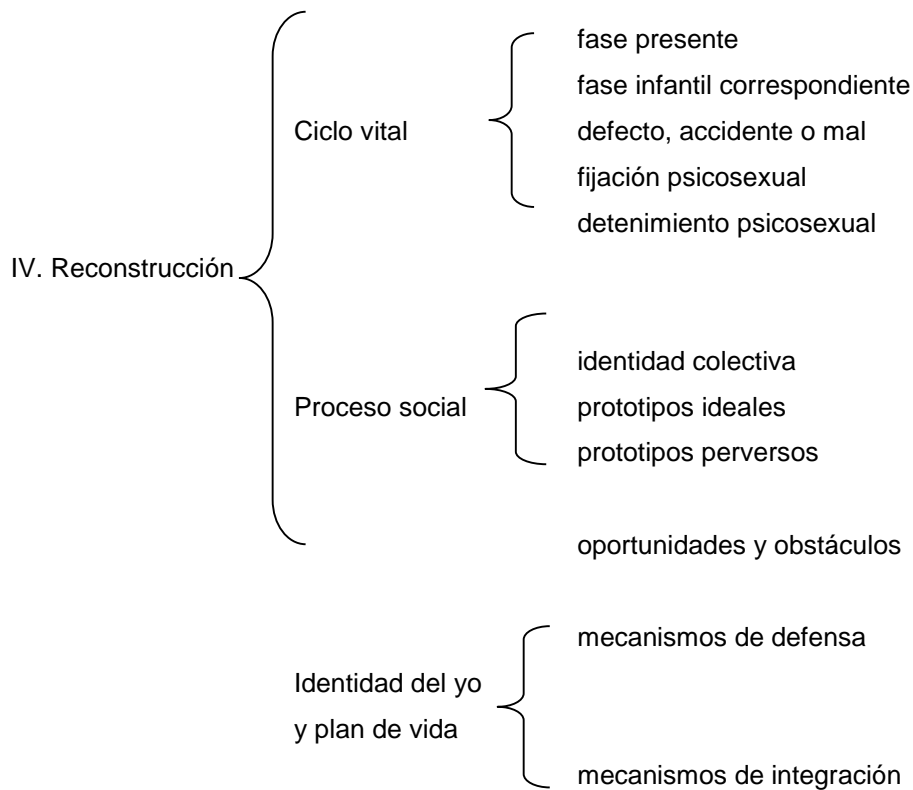 fase presente
fase infantil correspondiente
Ciclo vital
defecto, accidente o mal
fijación psicosexual
detenimiento psicosexual
IV. Reconstrucción
identidad colectiva
Proceso social
prototipos ideales
prototipos perversos
oportunidades y obstáculos
mecanismos de defensa
Identidad del yo
y plan de vida
mecanismos de integración